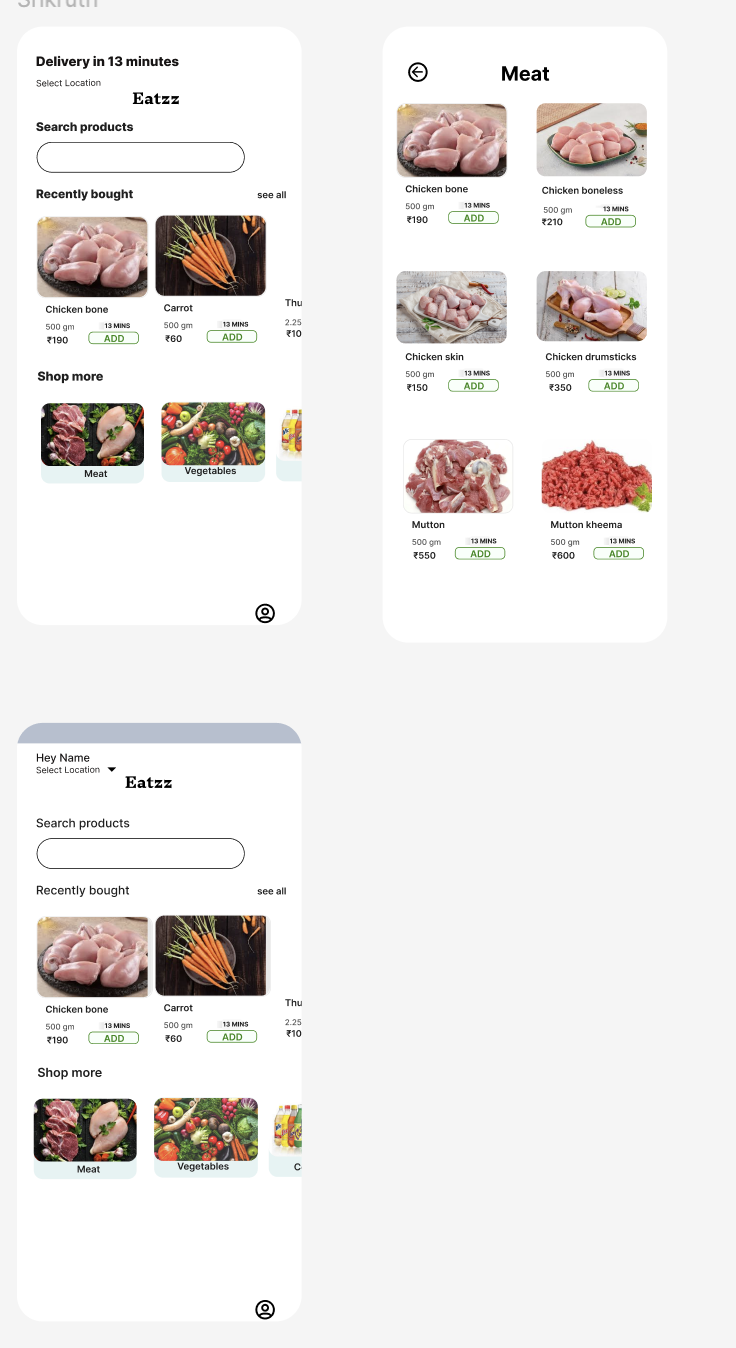 Shkruth
Delivery in 13 minutes
Select Location
Eatzz
Search products
Recently bought see all
Chicken bone Carrot Thu
500 gm 13 MINS 500 gm 13 MINS 2.25
₹190 ADD ₹60 ADD ₹10
Shop more
Meat Vegetables
Meat
Chicken bone Chicken boneless
500 gm 13 MINS 500 gm 13 MINS
₹190 ADD ₹210 ADD
Chicken skin Chicken drumsticks
500 gm 13 MINS 500 gm 13 MINS
₹150 ADD ₹350 ADD
Mutton Mutton kheema
500 gm 13 MINS 500 gm 13 MINS
₹550 ADD ₹600 ADD
Hey Name
Select Location
Eatzz
Search products
Recently bought see all
Chicken bone Carrot Thu
500 gm 13 MINS 500 gm 13 MINS 2.25
₹190 ADD ₹60 ADD ₹10
Shop more
Meat Vegetables C